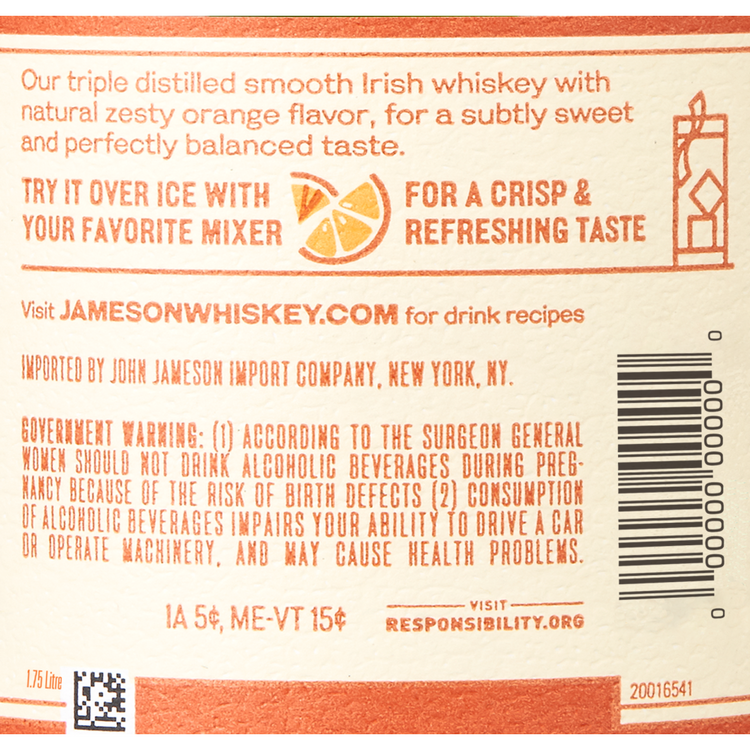 Our triple distilled smooth Irish whiskey with
natural zesty orange flavor, for a subtly sweet
and perfectly balanced taste.
TRY IT OVER ICE WITH
YOUR FAVORITE MIXER
FOR A CRISP &
REFRESHING TASTE
Visit JAMESONWHISKEY.COM for drink recipes
IMPORTED BY JOHN JAMESON IMPORT COMPANY, NEW YORK, NY.
GOVERNMENT WARNING: (1) ACCORDING TO THE SURGEON GENERAL
WOMEN SHOULD NOT DRINK ALCOHOLIC BEVERAGES DURING PREG-
NANCY BECAUSE OF THE RISK OF BIRTH DEFECTS (2) CONSUMPTION
OF ALCOHOLIC BEVERAGES IMPAIRS YOUR ABILITY TO DRIVE A CAR
OR OPERATE MACHINERY, AND MAY CAUSE HEALTH PROBLEMS.
0 00000 00000 0
IA 5¢, ME-VT 15¢
VISIT
RESPONSIBILITY.ORG
1.75 Litre
20016541